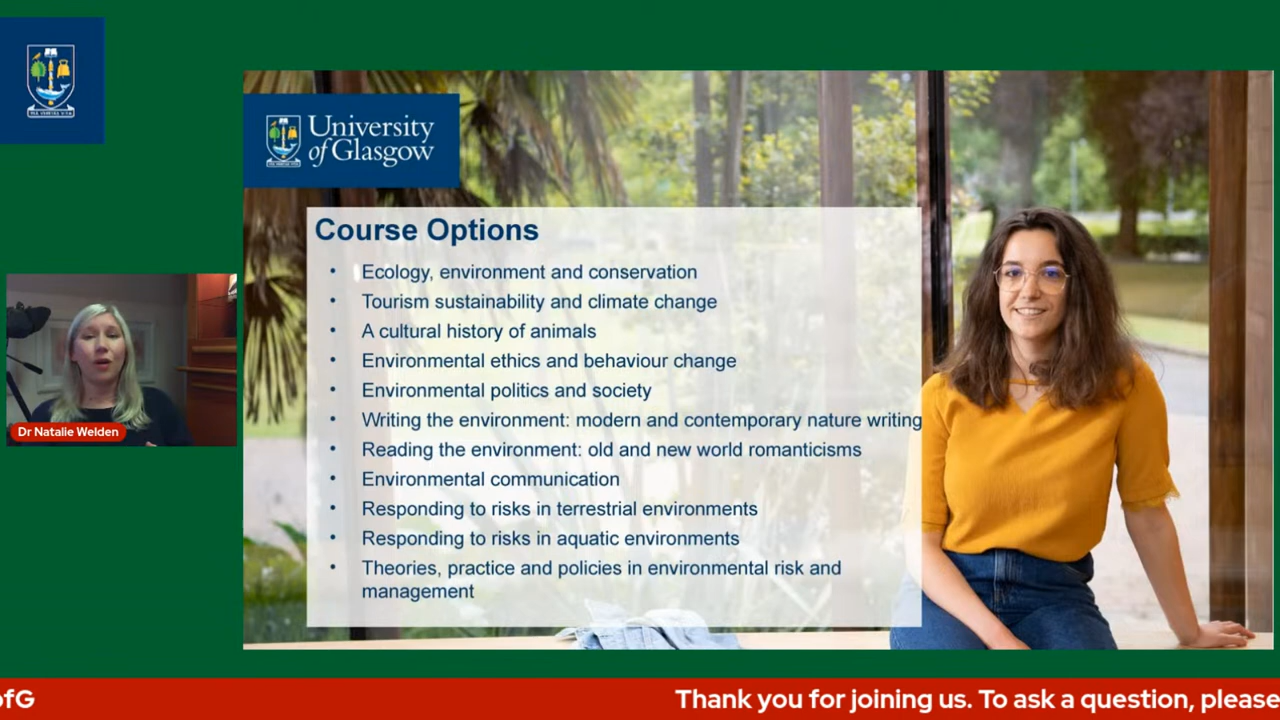 University
of Glasgow
Course Options
• Ecology, environment and conservation
• Tourism sustainability and climate change
• A cultural history of animals
• Environmental ethics and behaviour change
• Environmental politics and society
• Writing the environment: modern and contemporary nature writing
• Reading the environment: old and new world romanticisms
• Environmental communication
• Responding to risks in terrestrial environments
• Responding to risks in aquatic environments
• Theories, practice and policies in environmental risk and
management
Dr Natalie Welden
ofG
Thank you for joining us. To ask a question, please